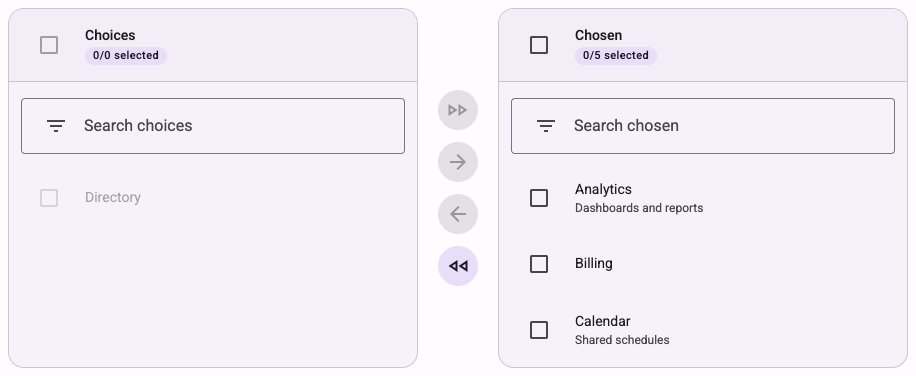 Choices
0/0 selected
Search choices
Directory
Chosen
0/5 selected
Search chosen
Analytics
Dashboards and reports
Billing
Calendar
Shared schedules